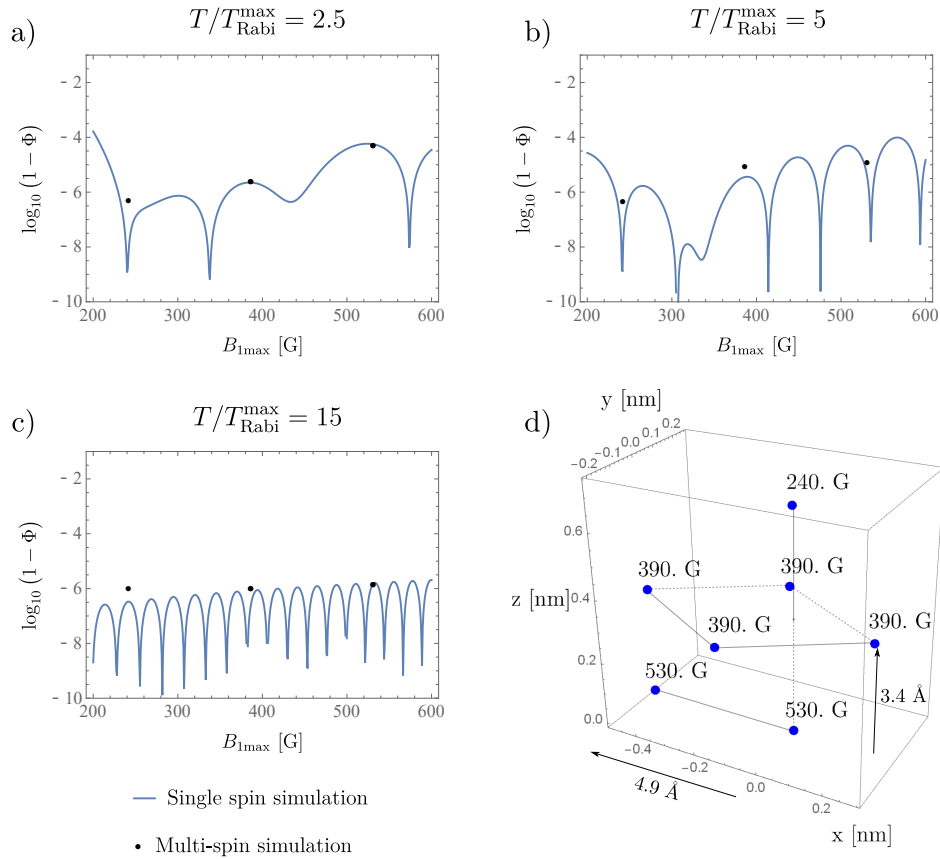 a)
T/T_Rabi^max = 2.5
log₁₀ (1 − Φ)
- 2
- 4
- 6
- 8
- 10
200
300
400
500
600
B₁max [G]
b)
T/T_Rabi^max = 5
log₁₀ (1 − Φ)
- 2
- 4
- 6
- 8
- 10
200
300
400
500
600
B₁max [G]
c)
T/T_Rabi^max = 15
log₁₀ (1 − Φ)
- 2
- 4
- 6
- 8
- 10
200
300
400
500
600
B₁max [G]
Single spin simulation
Multi-spin simulation
d)
y [nm]
-0.2
-0.1
0.0
0.1
0.2
240. G
0.6
390. G
390. G
0.4
z [nm]
390. G
390. G
0.2
530. G
3.4 Å
530. G
0.0
-0.4
-0.2
0.0
0.2
4.9 Å
x [nm]